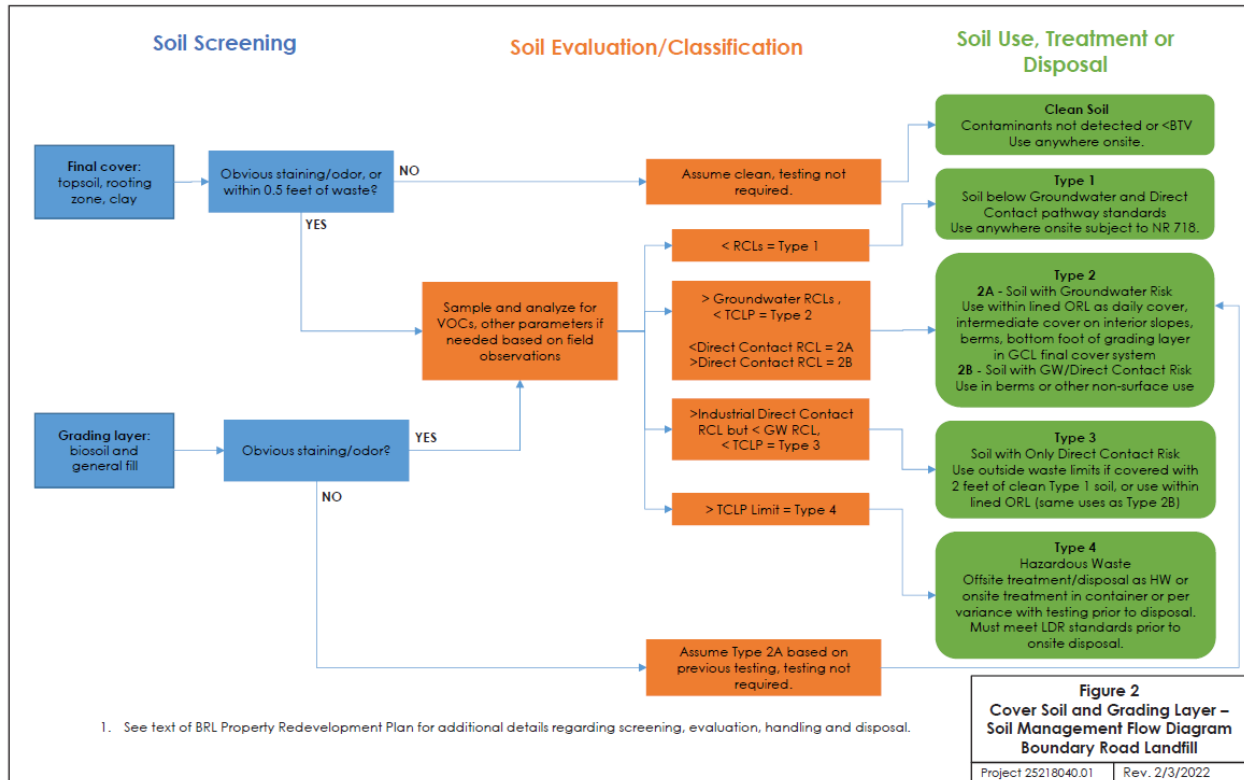 Soil Screening
Soil Evaluation/Classification
Soil Use, Treatment or
Disposal
Final cover:
topsoil, rooting
zone, clay
Obvious staining/odor, or
within 0.5 feet of waste?
NO
YES
Assume clean, testing not
required.
Clean Soil
Contaminants not detected or <BTV
Use anywhere onsite.
Type 1
Soil below Groundwater and Direct
Contact pathway standards
Use anywhere onsite subject to NR 718.
< RCLs = Type 1
Sample and analyze for
VOCs, other parameters if
needed based on field
observations
> Groundwater RCLs ,
< TCLP = Type 2
<Direct Contact RCL = 2A
>Direct Contact RCL = 2B
Type 2
2A - Soil with Groundwater Risk
Use within lined ORL as daily cover,
intermediate cover on interior slopes,
berms, bottom foot of grading layer
in GCL final cover system
2B - Soil with GW/Direct Contact Risk
Use in berms or other non-surface use
Grading layer:
biosoil and
general fill
Obvious staining/odor?
YES
NO
>Industrial Direct Contact
RCL but < GW RCL,
< TCLP = Type 3
Type 3
Soil with Only Direct Contact Risk
Use outside waste limits if covered with
2 feet of clean Type 1 soil, or use within
lined ORL (same uses as Type 2B)
> TCLP Limit = Type 4
Type 4
Hazardous Waste
Offsite treatment/disposal as HW or
onsite treatment in container or per
variance with testing prior to disposal.
Must meet LDR standards prior to
onsite disposal.
Assume Type 2A based on
previous testing, testing not
required.
1. See text of BRL Property Redevelopment Plan for additional details regarding screening, evaluation, handling and disposal.
Figure 2
Cover Soil and Grading Layer –
Soil Management Flow Diagram
Boundary Road Landfill
Project 25218040.01
Rev. 2/3/2022